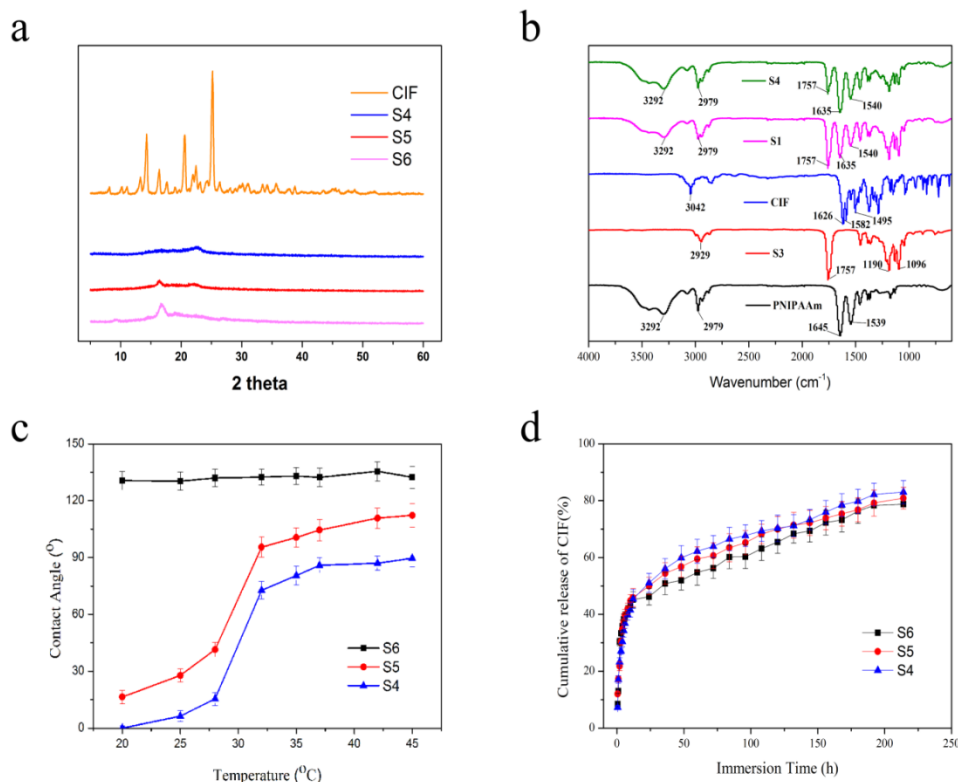 a
CIF
S4
S5
S6
0 10 20 30 40 50 60
2 theta
b
S4
3292
2979
1757
1635
1540
S1
3292
2979
1757
1635
1540
CIF
3042
1626
1582
1495
S3
2929
1757
1190
1096
PNIPAAm
3292
2979
1645
1539
4000 3500 3000 2500 2000 1500 1000
Wavenumber (cm-1)
c
Contact Angle (O)
150
120
90
60
30
0
S6
S5
S4
20 25 30 35 40 45
Temperature (OC)
d
Cumulative release of CIF(%)
100
80
60
40
20
0
S6
S5
S4
0 50 100 150 200 250
Immersion Time (h)